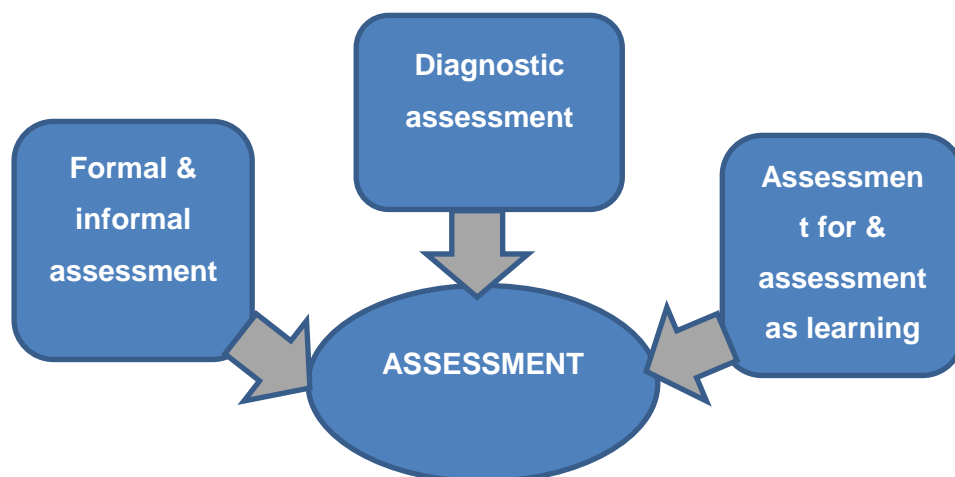 Diagnostic
assessment
Formal &
informal
assessment
Assessmen
t for &
assessment
as learning
ASSESSMENT